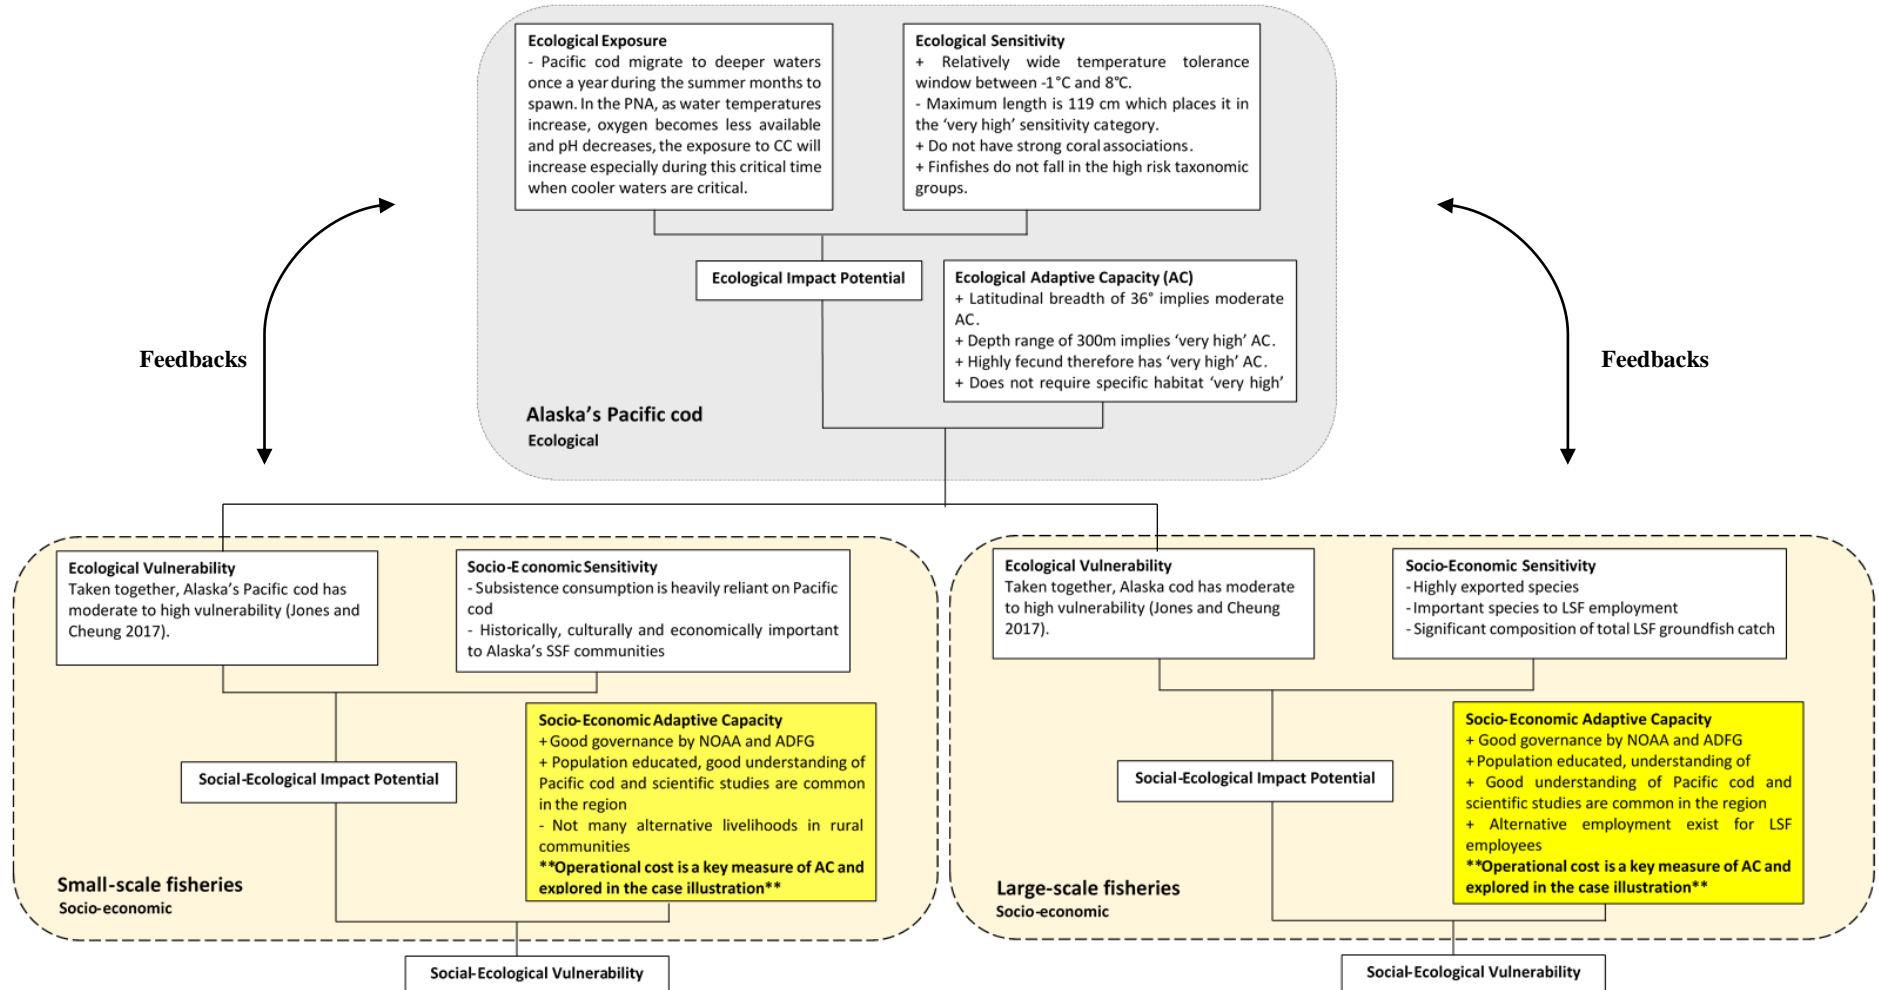 Ecological Exposure
- Pacific cod migrate to deeper waters
once a year during the summer months to
spawn. In the PNA, as water temperatures
increase, oxygen becomes less available
and pH decreases, the exposure to CC will
increase especially during this critical time
when cooler waters are critical.
Ecological Sensitivity
+ Relatively wide temperature tolerance
window between -1°C and 8°C.
- Maximum length is 119 cm which places it in
the ‘very high’ sensitivity category.
+ Do not have strong coral associations.
+ Finfishes do not fall in the high risk taxonomic
groups.
Ecological Impact Potential
Ecological Adaptive Capacity (AC)
+ Latitudinal breadth of 36° implies moderate
AC.
+ Depth range of 300m implies ‘very high’ AC.
+ Highly fecund therefore has ‘very high’ AC.
+ Does not require specific habitat ‘very high’
Alaska’s Pacific cod
Ecological
Feedbacks
Feedbacks
Ecological Vulnerability
Taken together, Alaska’s Pacific cod has
moderate to high vulnerability (Jones and
Cheung 2017).
Socio-Economic Sensitivity
- Subsistence consumption is heavily reliant on Pacific
cod
- Historically, culturally and economically important
to Alaska’s SSF communities
Social-Ecological Impact Potential
Socio-Economic Adaptive Capacity
+ Good governance by NOAA and ADFG
+ Population educated, good understanding of
Pacific cod and scientific studies are common
in the region
- Not many alternative livelihoods in rural
communities
**Operational cost is a key measure of AC and
explored in the case illustration**
Small-scale fisheries
Socio-economic
Social-Ecological Vulnerability
Ecological Vulnerability
Taken together, Alaska cod has moderate
to high vulnerability (Jones and Cheung
2017).
Socio-Economic Sensitivity
- Highly exported species
- Important species to LSF employment
- Significant composition of total LSF groundfish catch
Social-Ecological Impact Potential
Socio-Economic Adaptive Capacity
+ Good governance by NOAA and ADFG
+ Population educated, understanding of
+ Good understanding of Pacific cod and
scientific studies are common in the region
+ Alternative employment exist for LSF
employees
**Operational cost is a key measure of AC and
explored in the case illustration**
Large-scale fisheries
Socio-economic
Social-Ecological Vulnerability